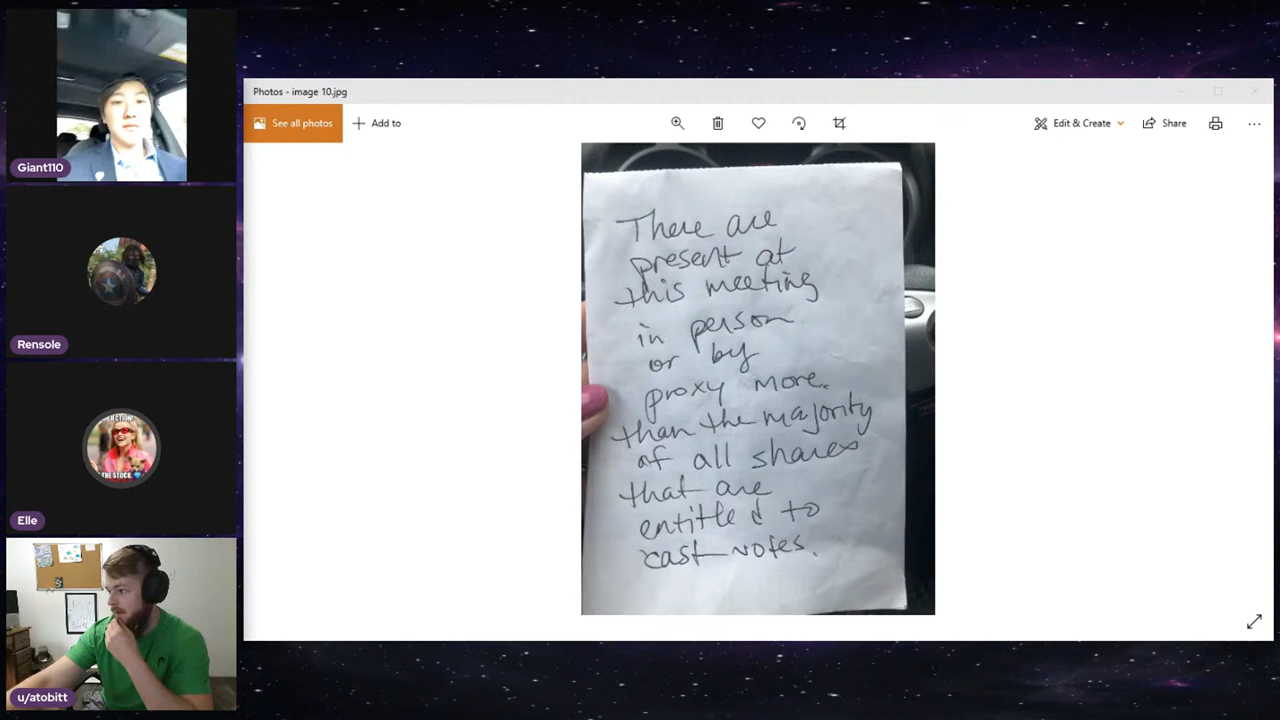 Photos - image 10.jpg
See all photos
Add to
Edit & Create
Share
Giant110
Rensole
THE STOCK
Elle
u/atobitt
There are
present at
this meeting
in person
or by
proxy more
than the majority
of all shares
that are
entitled to
cast votes.